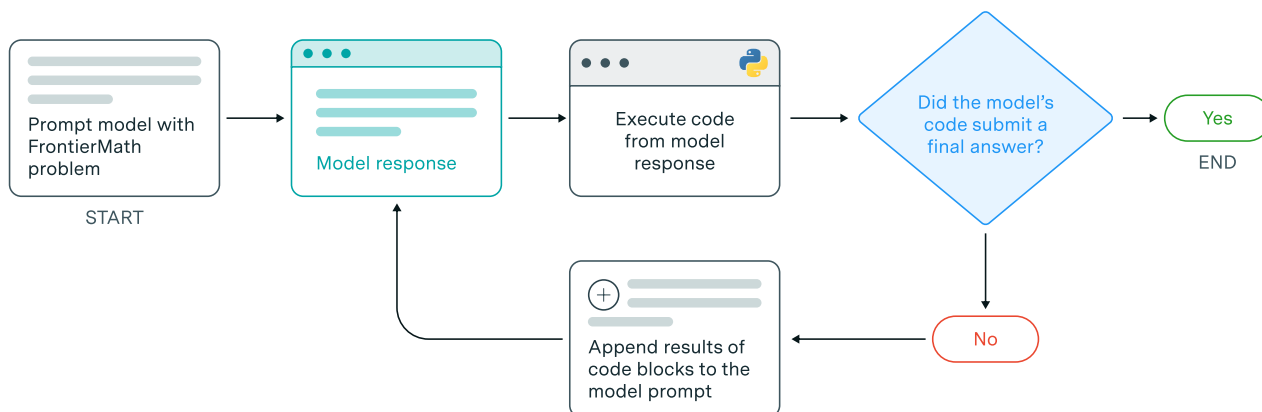 Prompt model with
FrontierMath
problem
START
Model response
Execute code
from model
response
Did the model’s
code submit a
final answer?
Yes
END
No
Append results of
code blocks to the
model prompt